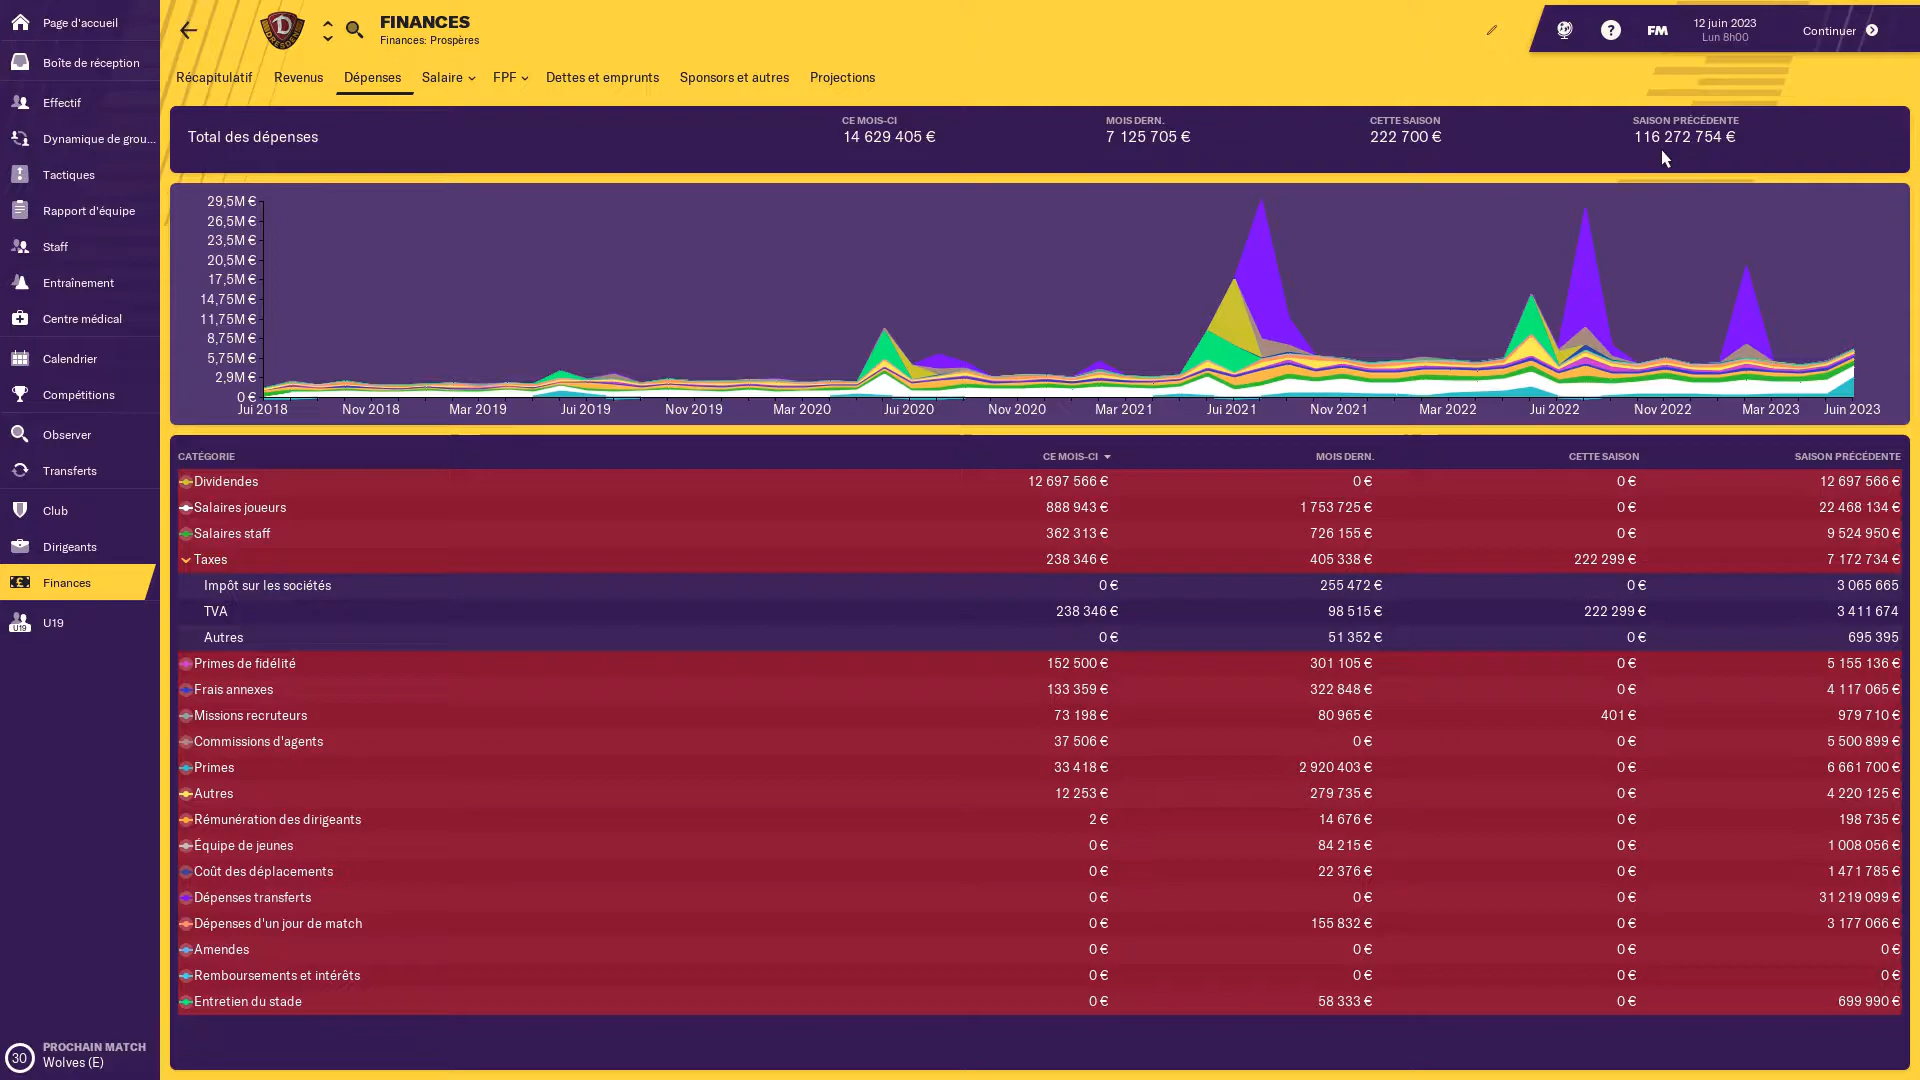 Page d'accueil
Boîte de réception
Effectif
Dynamique de grou...
Tactiques
Rapport d'équipe
Staff
Entraînement
Centre médical
Calendrier
Compétitions
Observer
Transferts
Club
Dirigeants
Finances
U19
U19
30
PROCHAIN MATCH
Wolves (E)
FINANCES
Finances: Prospères
?
FM
12 juin 2023
Lun 8h00
Continuer
Récapitulatif Revenus Dépenses Salaire FPF Dettes et emprunts Sponsors et autres Projections
Total des dépenses
CE MOIS-CI MOIS DERN. CETTE SAISON SAISON PRÉCÉDENTE
14 629 405 € 7 125 705 € 222 700 € 116 272 754 €
29,5M €
26,5M €
23,5M €
20,5M €
17,5M €
14,75M €
11,75M €
8,75M €
5,75M €
2,9M €
0 €
Jui 2018 Nov 2018 Mar 2019 Jui 2019 Nov 2019 Mar 2020 Jui 2020 Nov 2020 Mar 2021 Jui 2021 Nov 2021 Mar 2022 Jui 2022 Nov 2022 Mar 2023 Juin 2023
CATÉGORIE CE MOIS-CI MOIS DERN. CETTE SAISON SAISON PRÉCÉDENTE
Dividendes 12 697 566 € 0 € 0 € 12 697 566 €
Salaires joueurs 888 943 € 1 753 725 € 0 € 22 468 134 €
Salaires staff 362 313 € 726 155 € 0 € 9 524 950 €
Taxes 238 346 € 405 338 € 222 299 € 7 172 734 €
Impôt sur les sociétés 0 € 255 472 € 0 € 3 065 665
TVA 238 346 € 98 515 € 222 299 € 3 411 674
Autres 0 € 51 352 € 0 € 695 395
Primes de fidélité 152 500 € 301 105 € 0 € 5 155 136 €
Frais annexes 133 359 € 322 848 € 0 € 4 117 065 €
Missions recruteurs 73 198 € 80 965 € 401 € 979 710 €
Commissions d'agents 37 506 € 0 € 0 € 5 500 899 €
Primes 33 418 € 2 920 403 € 0 € 6 661 700 €
Autres 12 253 € 279 735 € 0 € 4 220 125 €
Rémunération des dirigeants 2 € 14 676 € 0 € 198 735 €
Équipe de jeunes 0 € 84 215 € 0 € 1 008 056 €
Coût des déplacements 0 € 22 376 € 0 € 1 471 785 €
Dépenses transferts 0 € 0 € 0 € 31 219 099 €
Dépenses d'un jour de match 0 € 155 832 € 0 € 3 177 066 €
Amendes 0 € 0 € 0 € 0 €
Remboursements et intérêts 0 € 0 € 0 € 0 €
Entretien du stade 0 € 58 333 € 0 € 699 990 €